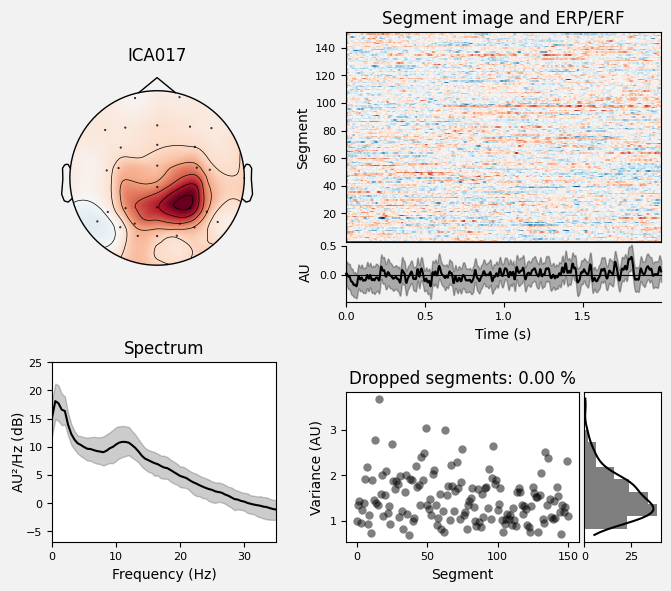 ICA017
Segment image and ERP/ERF
Segment
140
120
100
80
60
40
20
AU
0.5
0.0
0.0 0.5 1.0 1.5
Time (s)
Spectrum
AU²/Hz (dB)
25
20
15
10
5
0
−5
0 10 20 30
Frequency (Hz)
Dropped segments: 0.00 %
Variance (AU)
3
2
1
0 50 100 150
Segment
0 25